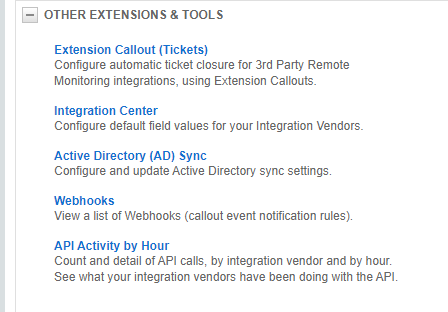 OTHER EXTENSIONS & TOOLS
Extension Callout (Tickets)
Configure automatic ticket closure for 3rd Party Remote
Monitoring integrations, using Extension Callouts.
Integration Center
Configure default field values for your Integration Vendors.
Active Directory (AD) Sync
Configure and update Active Directory sync settings.
Webhooks
View a list of Webhooks (callout event notification rules).
API Activity by Hour
Count and detail of API calls, by integration vendor and by hour.
See what your integration vendors have been doing with the API.